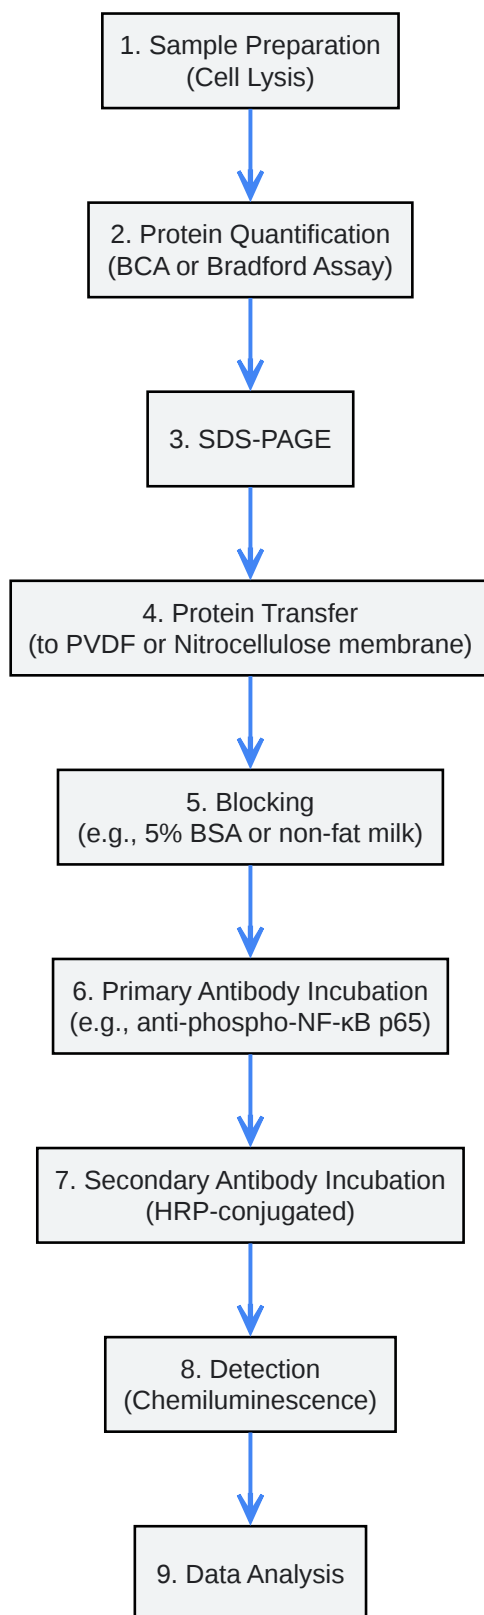 1. Sample Preparation
(Cell Lysis)
2. Protein Quantification
(BCA or Bradford Assay)
3. SDS-PAGE
4. Protein Transfer
(to PVDF or Nitrocellulose membrane)
5. Blocking
(e.g., 5% BSA or non-fat milk)
6. Primary Antibody Incubation
(e.g., anti-phospho-NF-κB p65)
7. Secondary Antibody Incubation
(HRP-conjugated)
8. Detection
(Chemiluminescence)
9. Data Analysis